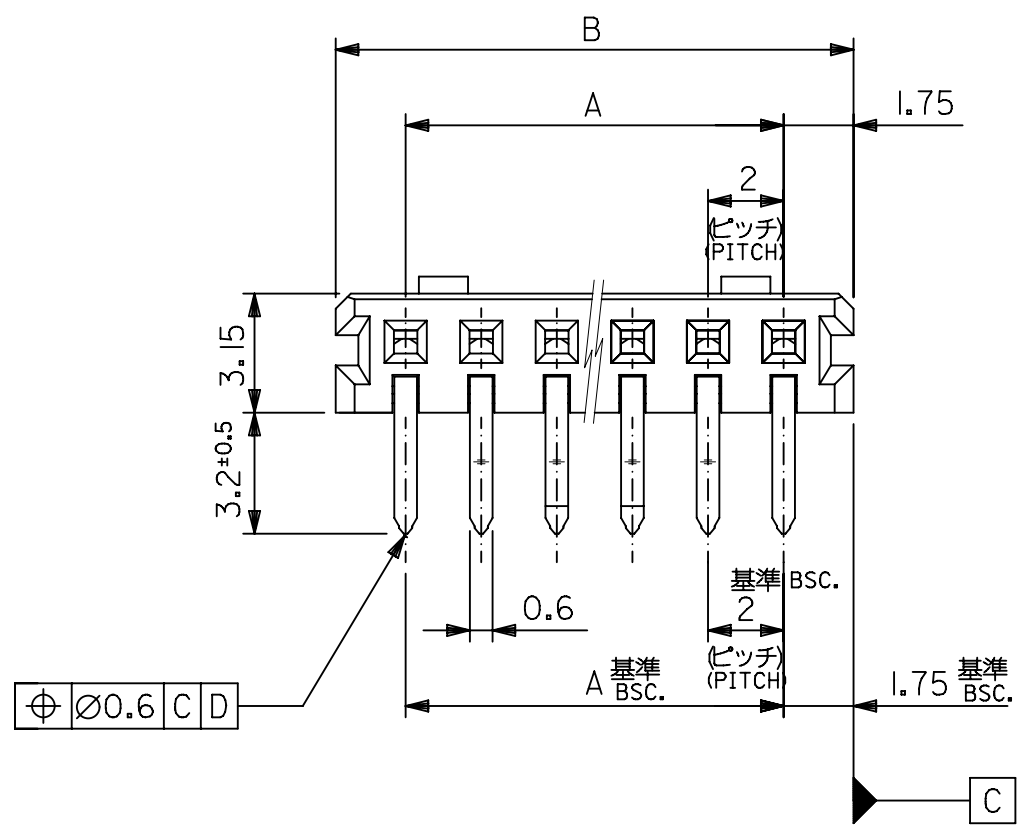 B
A
1.75
2
(ピッチ)
(PITCH)
3.15
3.2±0.5
基準 BSC.
0.6
2
(ピッチ)
(PITCH)
A 基準 BSC.
1.75 基準 BSC.
⌖ ⌀0.6 C D
C